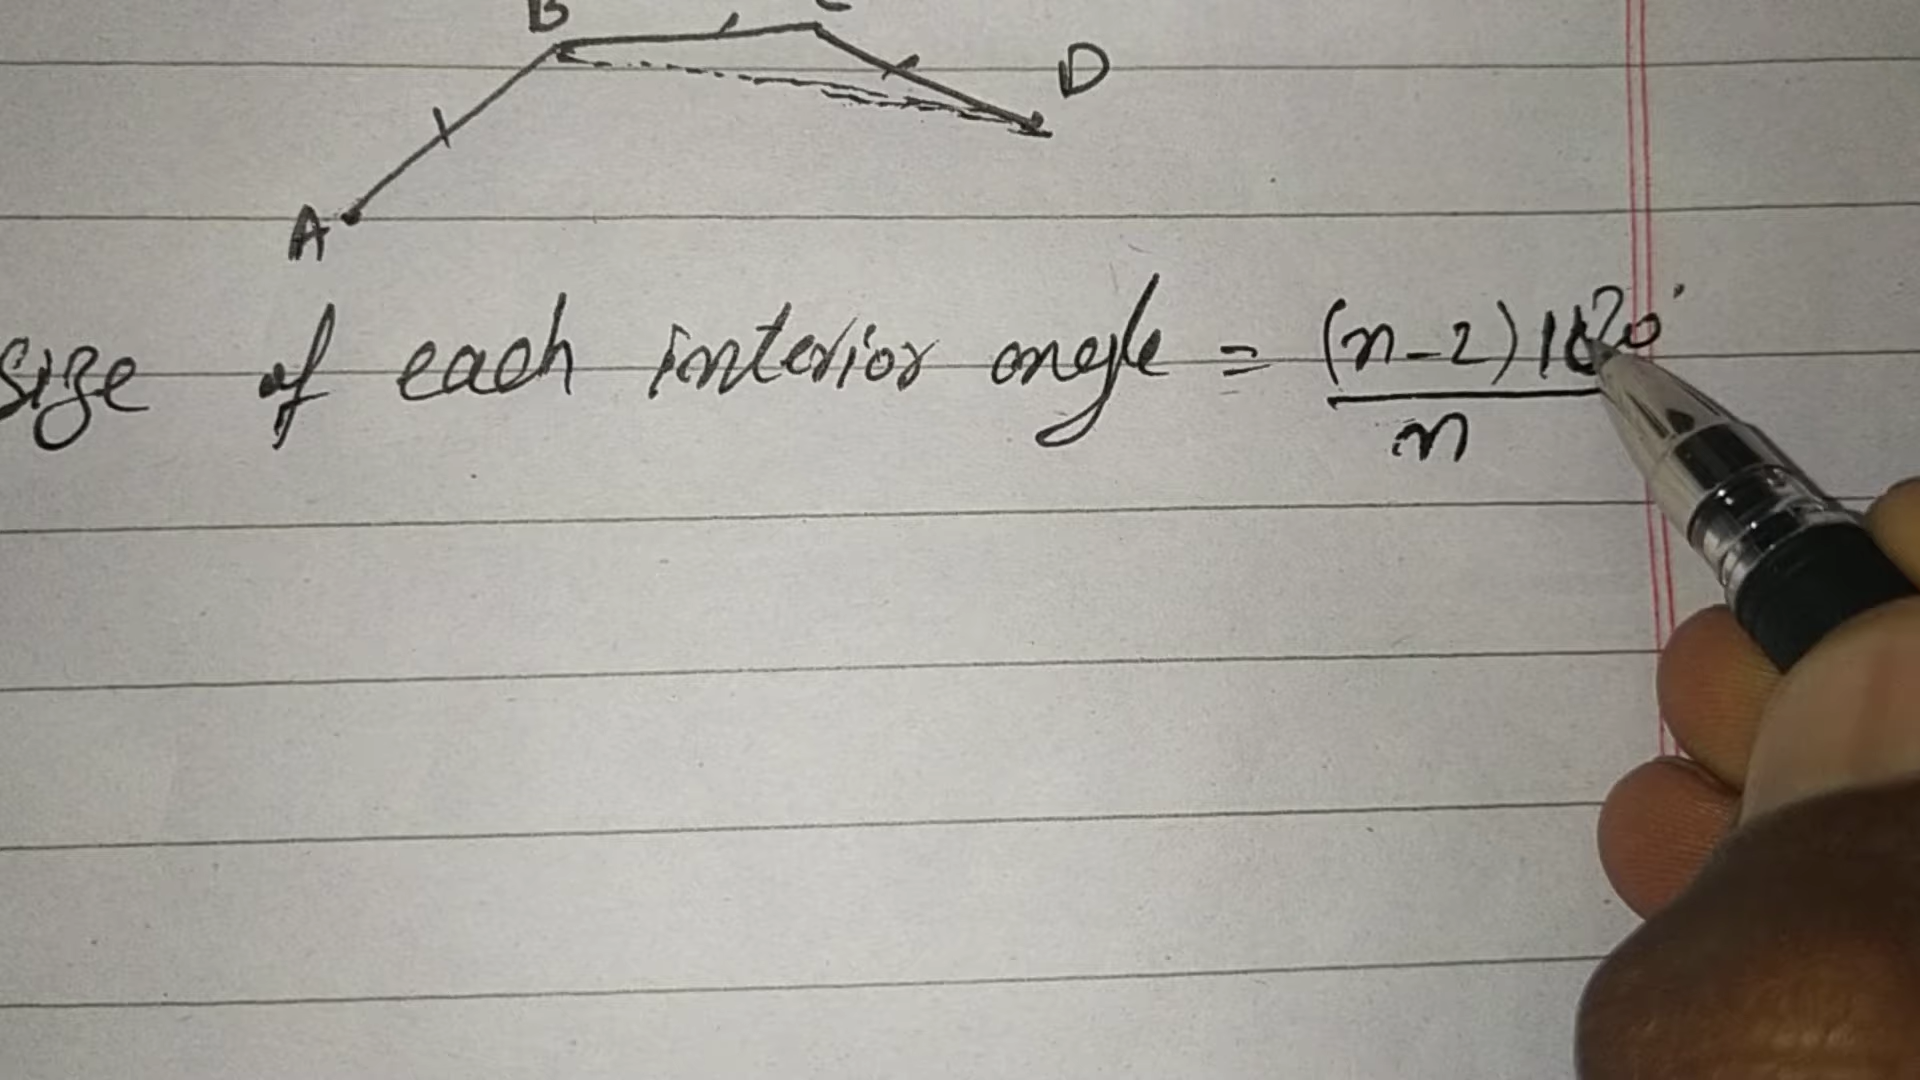 B
D
A
size of each interior angle = (n-2)180°
n